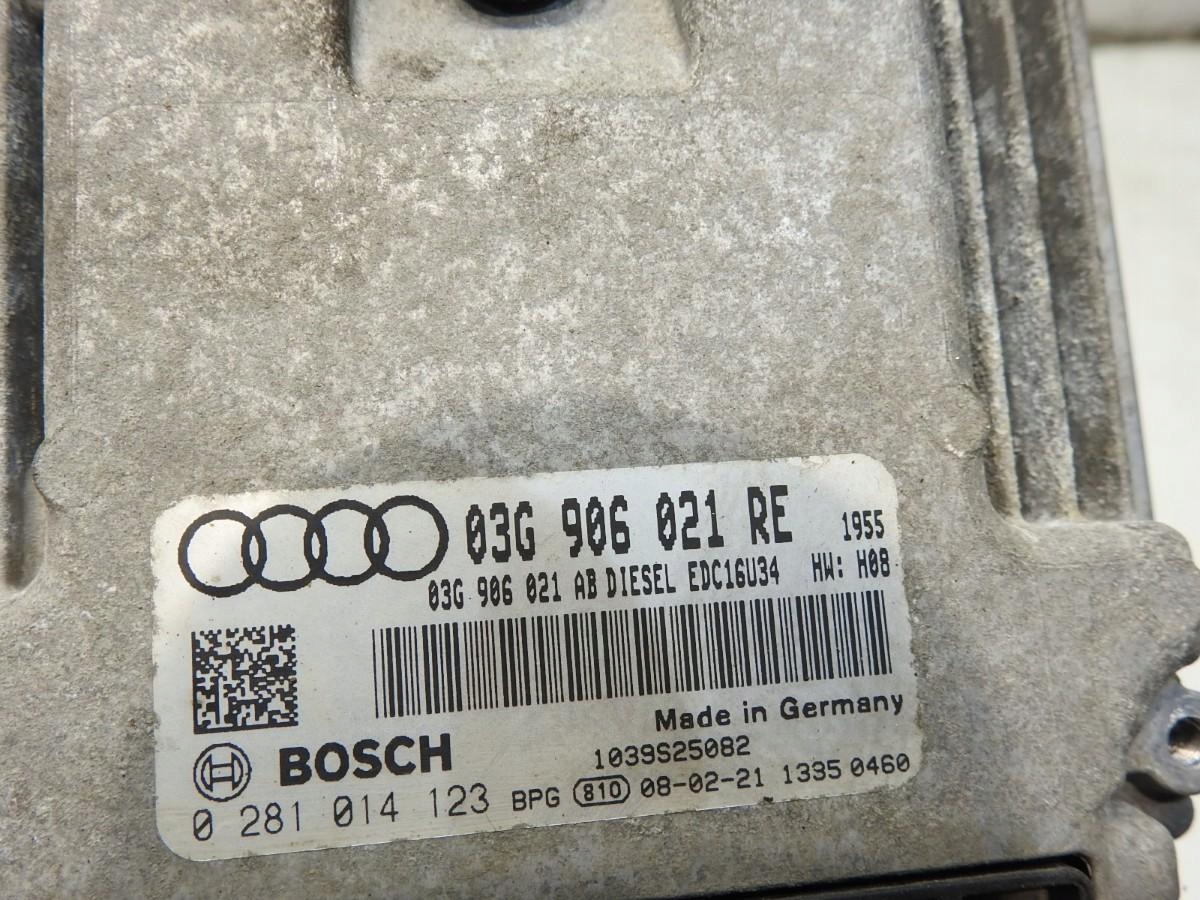 03G 906 021 RE 1955
03G 906 021 AB DIESEL EDC16U34 HW: H08
Made in Germany
BOSCH 1039S25082
0 281 014 123 BPG 810 08-02-21 1335 0460